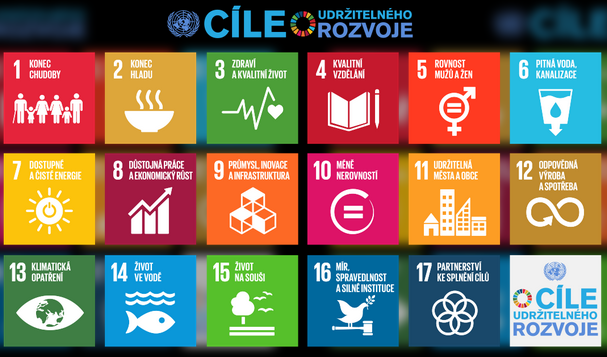 CÍLE UDRŽITELNÉHO
ROZVOJE
1 KONEC
CHUDOBY
2 KONEC
HLADU
3 ZDRAVÍ
A KVALITNÍ ŽIVOT
4 KVALITNÍ
VZDĚLÁNÍ
5 ROVNOST
MUŽŮ A ŽEN
6 PITNÁ VODA,
KANALIZACE
7 DOSTUPNÉ
A ČISTÉ ENERGIE
8 DŮSTOJNÁ PRÁCE
A EKONOMICKÝ RŮST
9 PRŮMYSL, INOVACE
A INFRASTRUKTURA
10 MÉNĚ
NEROVNOSTÍ
11 UDRŽITELNÁ
MĚSTA A OBCE
12 ODPOVĚDNÁ
VÝROBA
A SPOTŘEBA
13 KLIMATICKÁ
OPATŘENÍ
14 ŽIVOT
VE VODĚ
15 ŽIVOT
NA SOUŠI
16 MÍR,
SPRAVEDLNOST
A SILNÉ INSTITUCE
17 PARTNERSTVÍ
KE SPLNĚNÍ CÍLŮ
CÍLE
UDRŽITELNÉHO
ROZVOJE